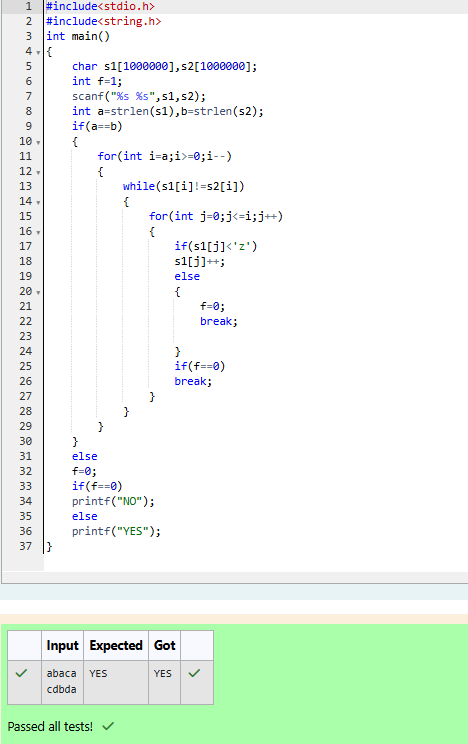 1 #include<stdio.h>
2 #include<string.h>
3 int main()
4 {
5 char s1[1000000],s2[1000000];
6 int f=1;
7 scanf("%s %s",s1,s2);
8 int a=strlen(s1),b=strlen(s2);
9 if(a==b)
10 {
11 for(int i=a;i>=0;i--)
12 {
13 while(s1[i]!=s2[i])
14 {
15 for(int j=0;j<=i;j++)
16 {
17 if(s1[j]<'z')
18 s1[j]++;
19 else
20 {
21 f=0;
22 break;
23
24 }
25 if(f==0)
26 break;
27 }
28 }
29 }
30 }
31 else
32 f=0;
33 if(f==0)
34 printf("NO");
35 else
36 printf("YES");
37 }
Input Expected Got
abaca YES YES
cdbda
Passed all tests!